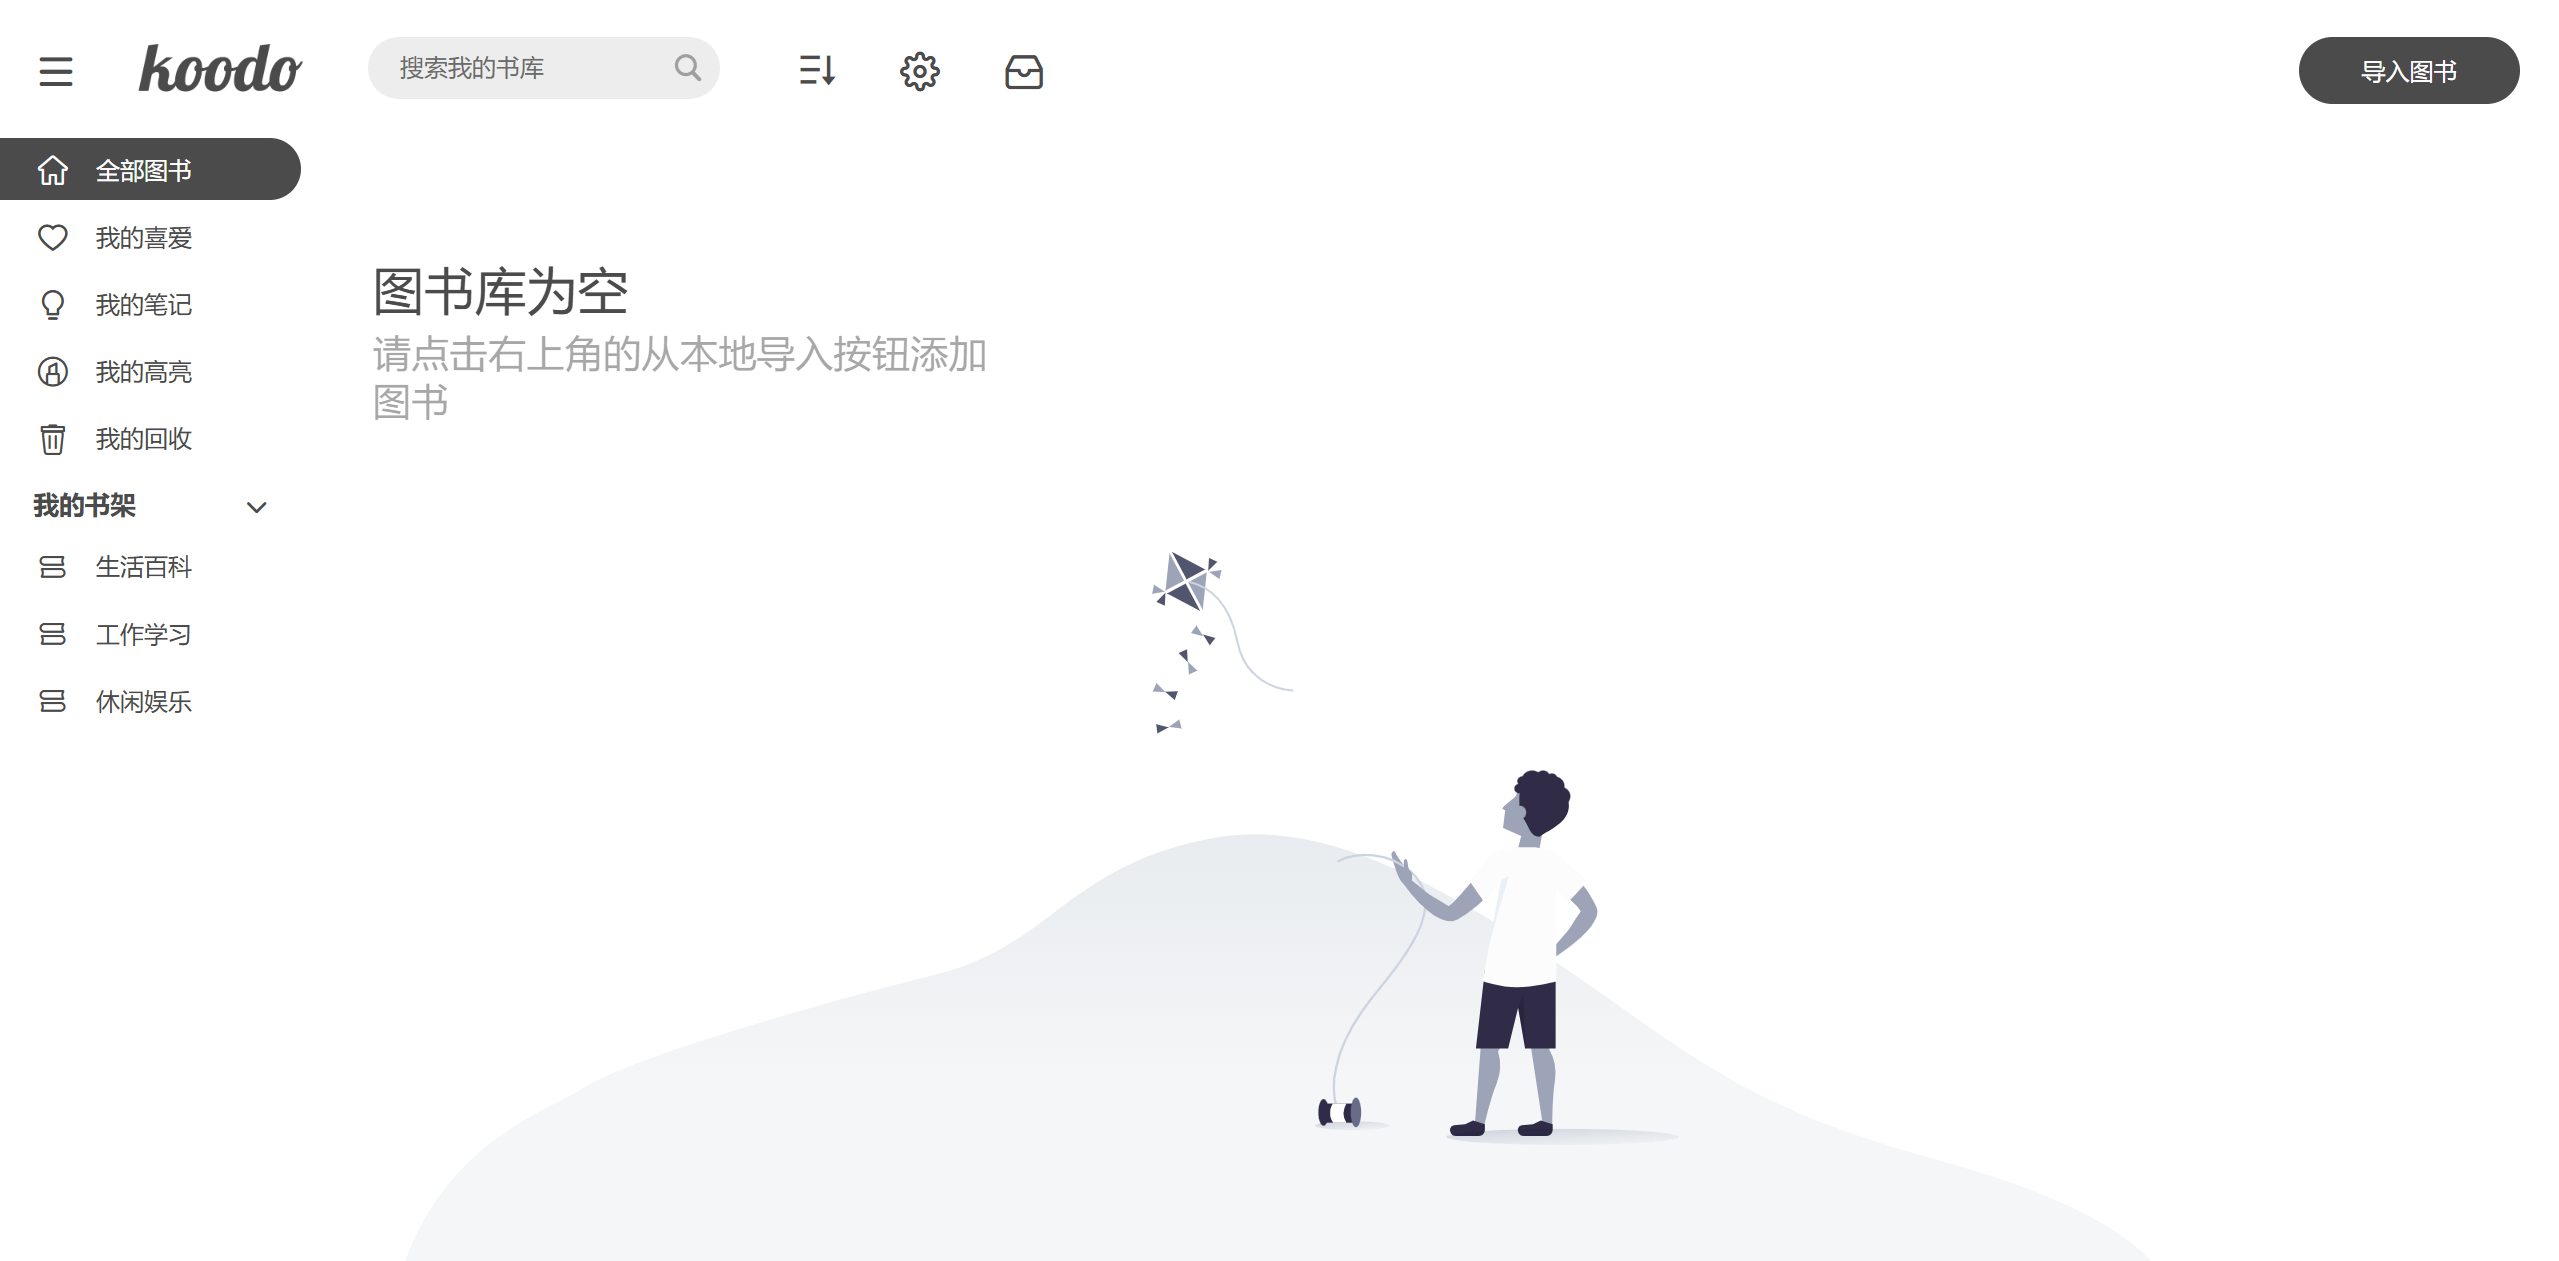 koodo
搜索我的书库
导入图书
全部图书
我的喜爱
我的笔记
我的高亮
我的回收
我的书架
生活百科
工作学习
休闲娱乐
图书库为空
请点击右上角的从本地导入按钮添加
图书